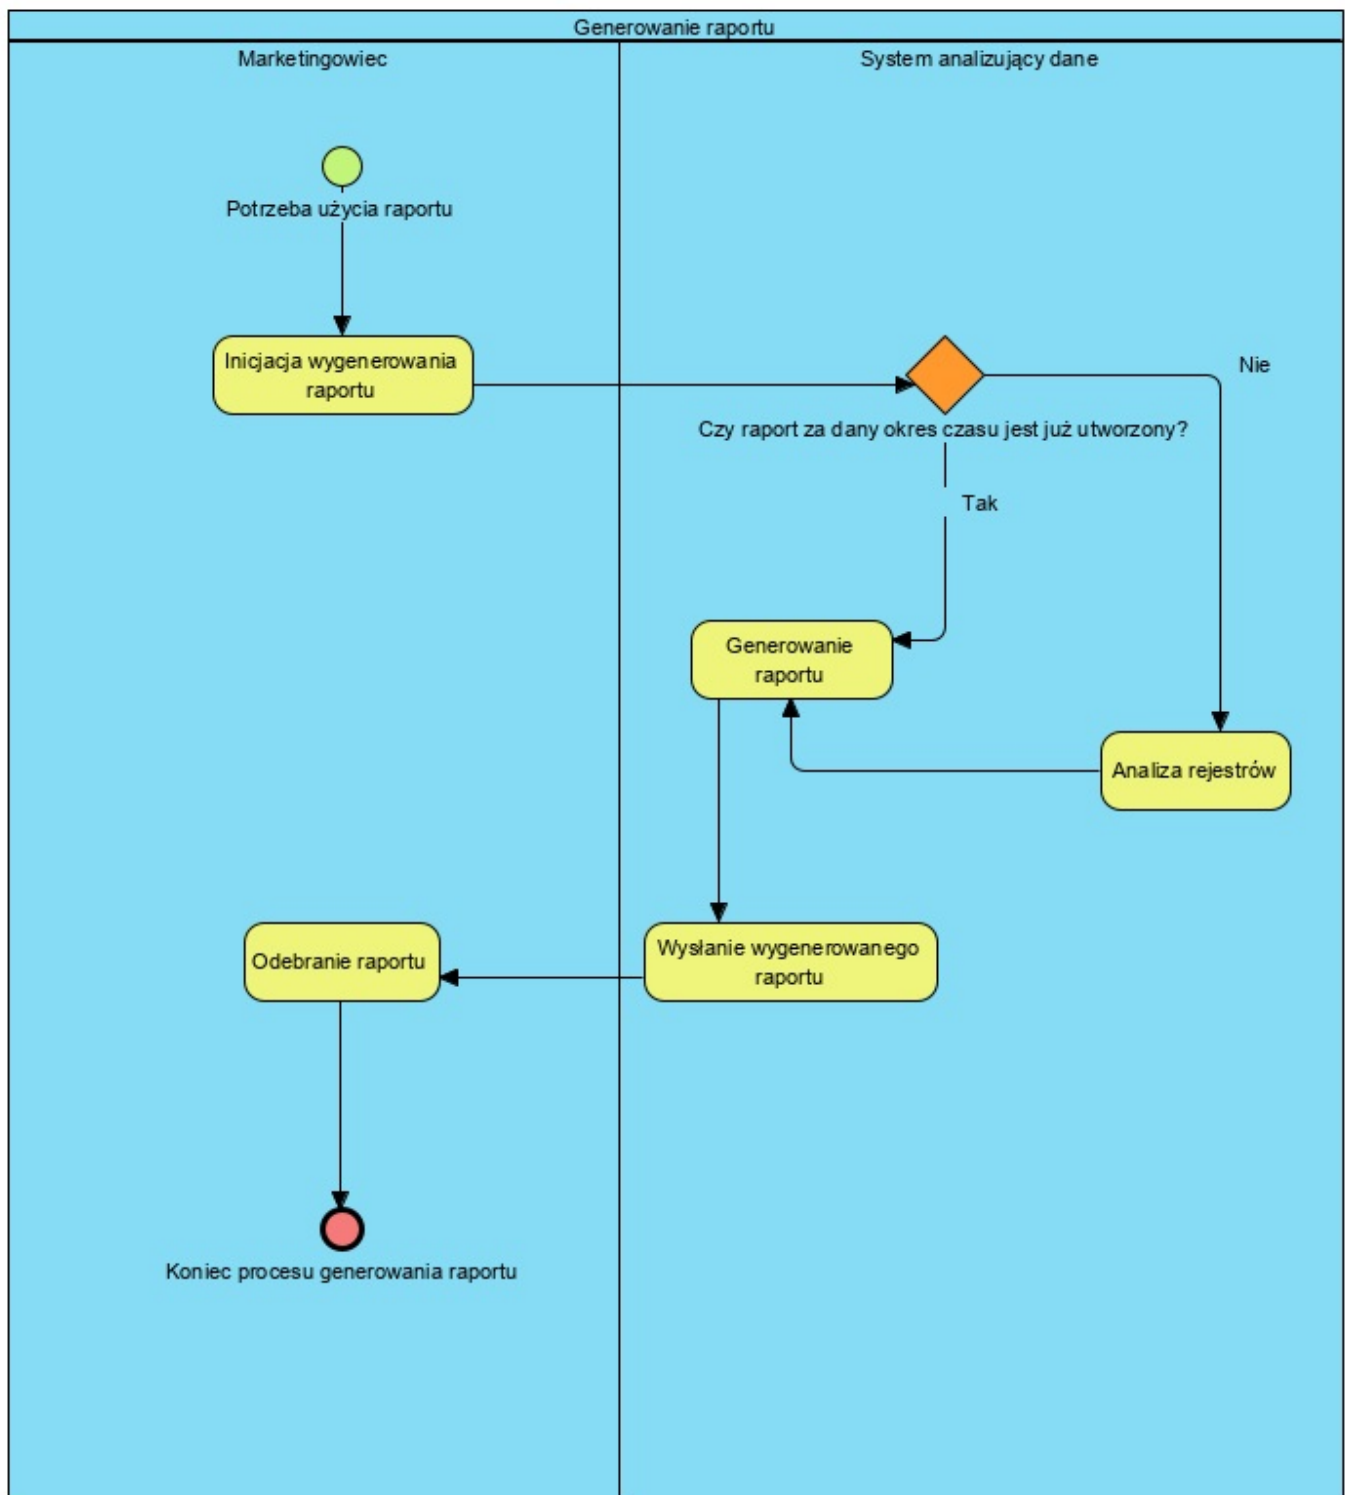 Generowanie raportu
Marketingowiec
System analizujący dane
Potrzeba użycia raportu
Inicjacja wygenerowania
raportu
Nie
Czy raport za dany okres czasu jest już utworzony?
Tak
Generowanie
raportu
Analiza rejestrów
Odebranie raportu
Wysłanie wygenerowanego
raportu
Koniec procesu generowania raportu